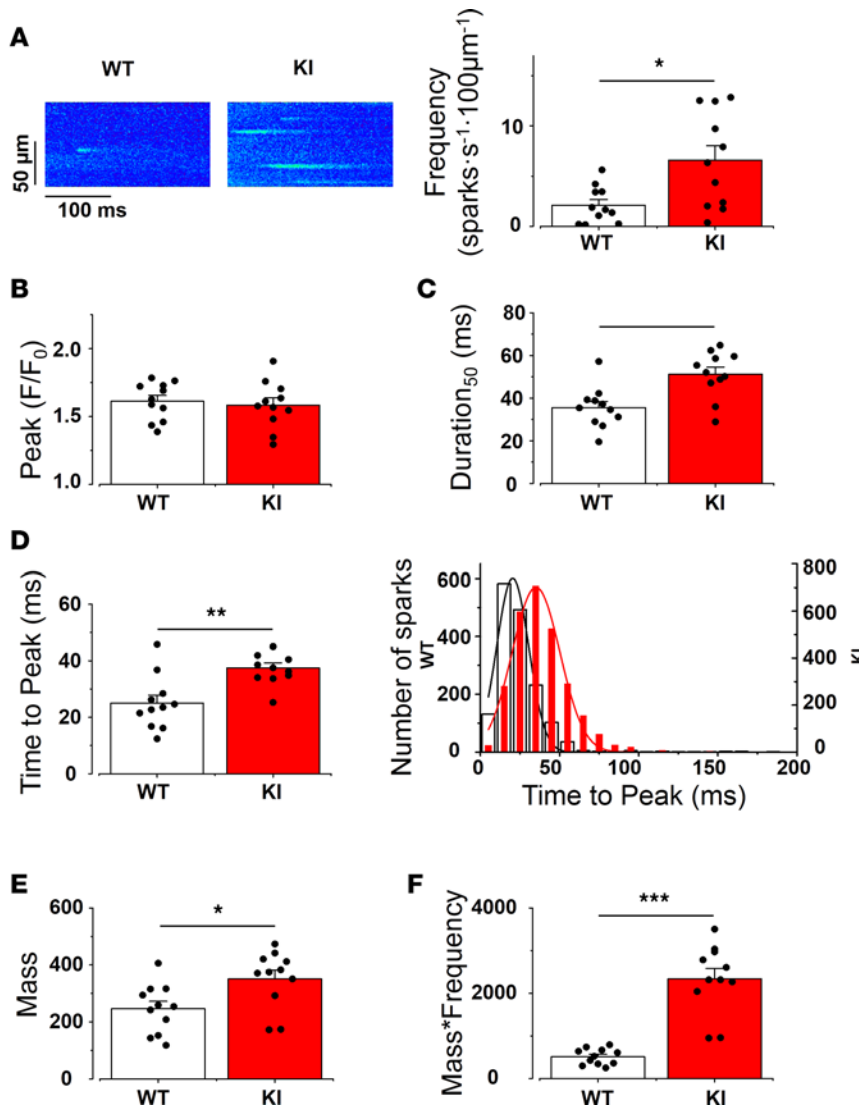 A
WT
KI
50 μm
100 ms
Frequency
(sparks·s⁻¹·100μm⁻¹)
10
0
*
WT
KI
B
Peak (F/F₀)
2.0
1.5
1.0
WT
KI
C
Duration₅₀ (ms)
80
60
40
20
0
WT
KI
D
Time to Peak (ms)
60
40
20
0
**
WT
KI
Number of sparks
WT
600
400
200
0
800
600
400
200
0
KI
0
50
100
150
200
Time to Peak (ms)
E
Mass
600
400
200
0
*
WT
KI
F
Mass*Frequency
4000
2000
0
***
WT
KI